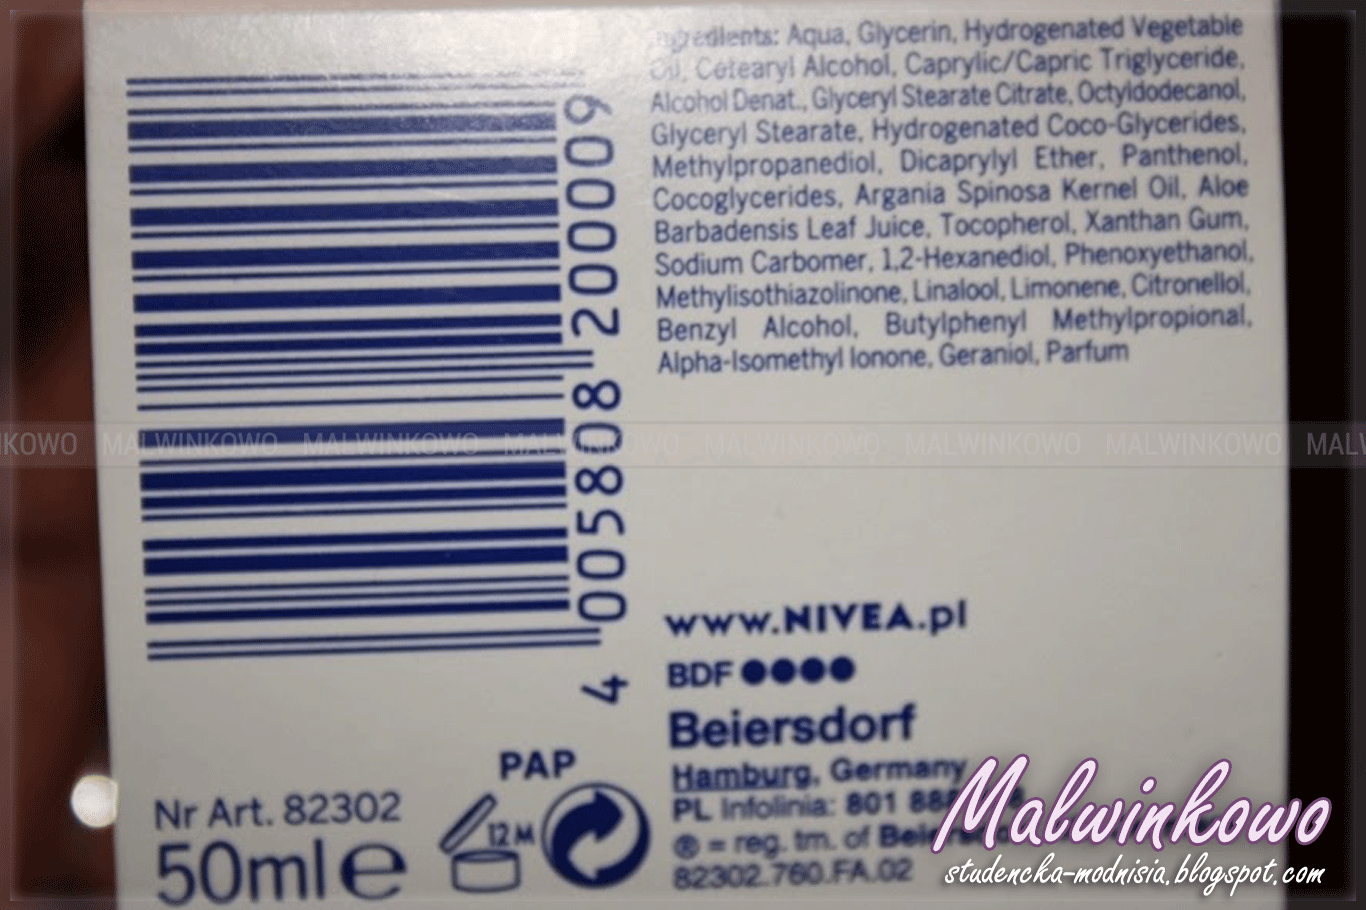 Ingredients: Aqua, Glycerin, Hydrogenated Vegetable
Oil, Cetearyl Alcohol, Caprylic/Capric Triglyceride,
Alcohol Denat., Glyceryl Stearate Citrate, Octyldodecanol,
Glyceryl Stearate, Hydrogenated Coco-Glycerides,
Methylpropanediol, Dicaprylyl Ether, Panthenol,
Cocoglycerides, Argania Spinosa Kernel Oil, Aloe
Barbadensis Leaf Juice, Tocopherol, Xanthan Gum,
Sodium Carbomer, 1,2-Hexanediol, Phenoxyethanol,
Methylisothiazolinone, Linalool, Limonene, Citronellol,
Benzyl Alcohol, Butylphenyl Methylpropional,
Alpha-Isomethyl Ionone, Geraniol, Parfum
4 005808 200009
NKOWO MALWINKOWO MALWINKOWO MALWINKOWO MALWINKOWO MALWINKOWO MALW
www.NIVEA.pl
BDF
Beiersdorf
Hamburg, Germany
PL Infolinia: 801
® = reg. tm. of
82302.760.FA.02
PAP
12M
Nr Art. 82302
50ml e
Malwinkowo
studencka-modnisia.blogspot.com